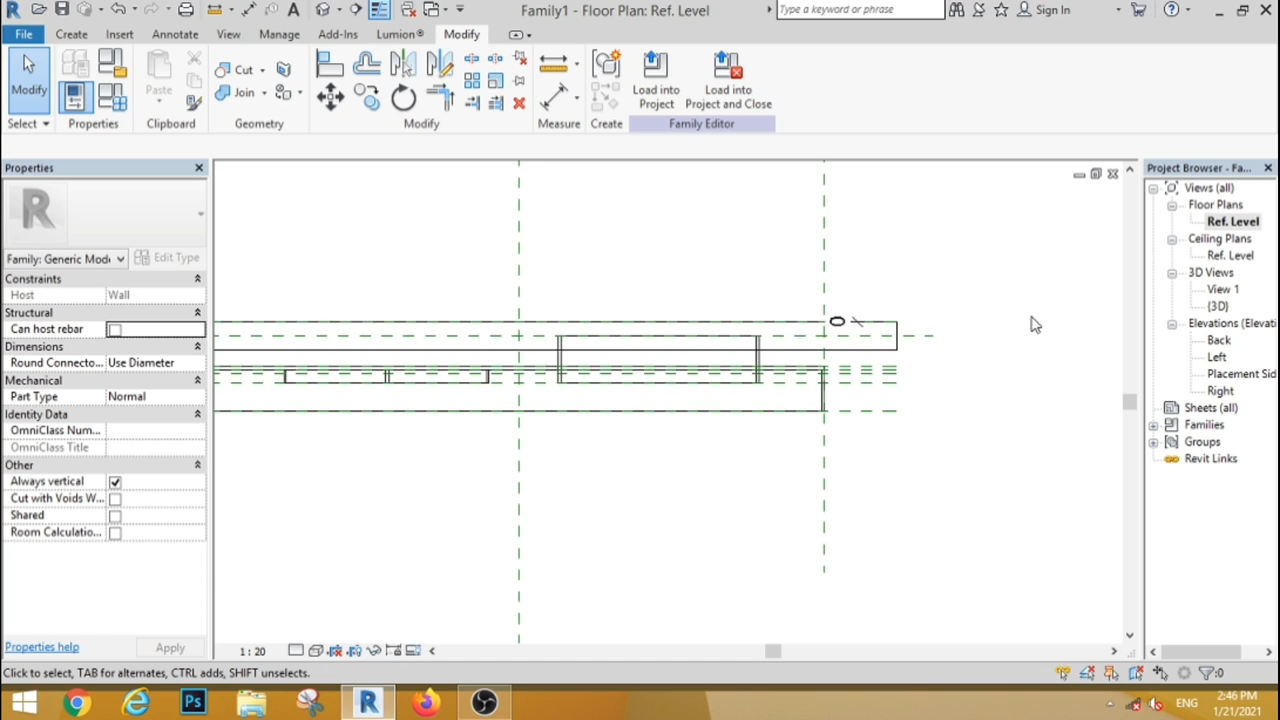 Family1 - Floor Plan: Ref. Level
Type a keyword or phrase
Sign In
File
Create
Insert
Annotate
View
Manage
Add-Ins
Lumion®
Modify
Modify
Paste
Cut
Join
Load into
Project
Load into
Project and Close
Select
Properties
Clipboard
Geometry
Modify
Measure
Create
Family Editor
Properties
R
Family: Generic Mode
Edit Type
Constraints
Host
Wall
Structural
Can host rebar
Dimensions
Round Connecto...
Use Diameter
Mechanical
Part Type
Normal
Identity Data
OmniClass Num...
OmniClass Title
Other
Always vertical
Cut with Voids W...
Shared
Room Calculatio...
Properties help
Apply
1 : 20
Project Browser - Fa...
Views (all)
Floor Plans
Ref. Level
Ceiling Plans
Ref. Level
3D Views
View 1
{3D}
Elevations (Elevati
Back
Left
Placement Sid
Right
Sheets (all)
Families
Groups
Revit Links
Click to select, TAB for alternates, CTRL adds, SHIFT unselects.
:0
Ps
R
ENG
2:46 PM
1/21/2021